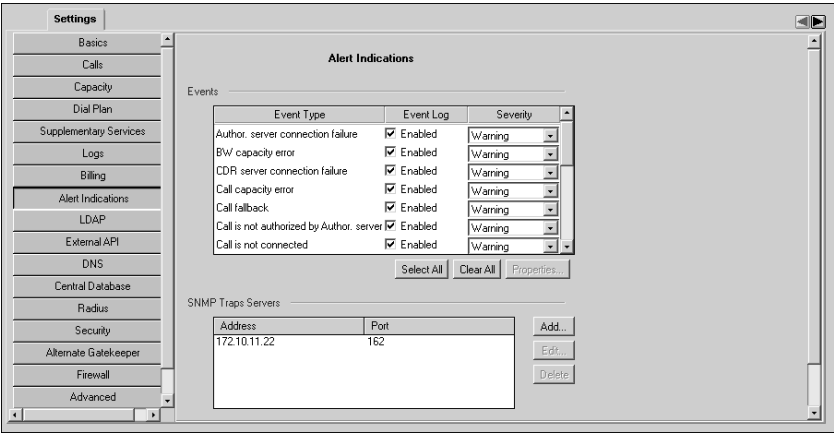 Settings
Basics
Calls
Capacity
Dial Plan
Supplementary Services
Logs
Billing
Alert Indications
LDAP
External API
DNS
Central Database
Radius
Security
Alternate Gatekeeper
Firewall
Advanced
Alert Indications
Events
Event Type Event Log Severity
Author. server connection failure Enabled Warning
BW capacity error Enabled Warning
CDR server connection failure Enabled Warning
Call capacity error Enabled Warning
Call fallback Enabled Warning
Call is not authorized by Author. server Enabled Warning
Call is not connected Enabled Warning
Select All Clear All Properties...
SNMP Traps Servers
Address Port
172.10.11.22 162
Add...
Edit...
Delete